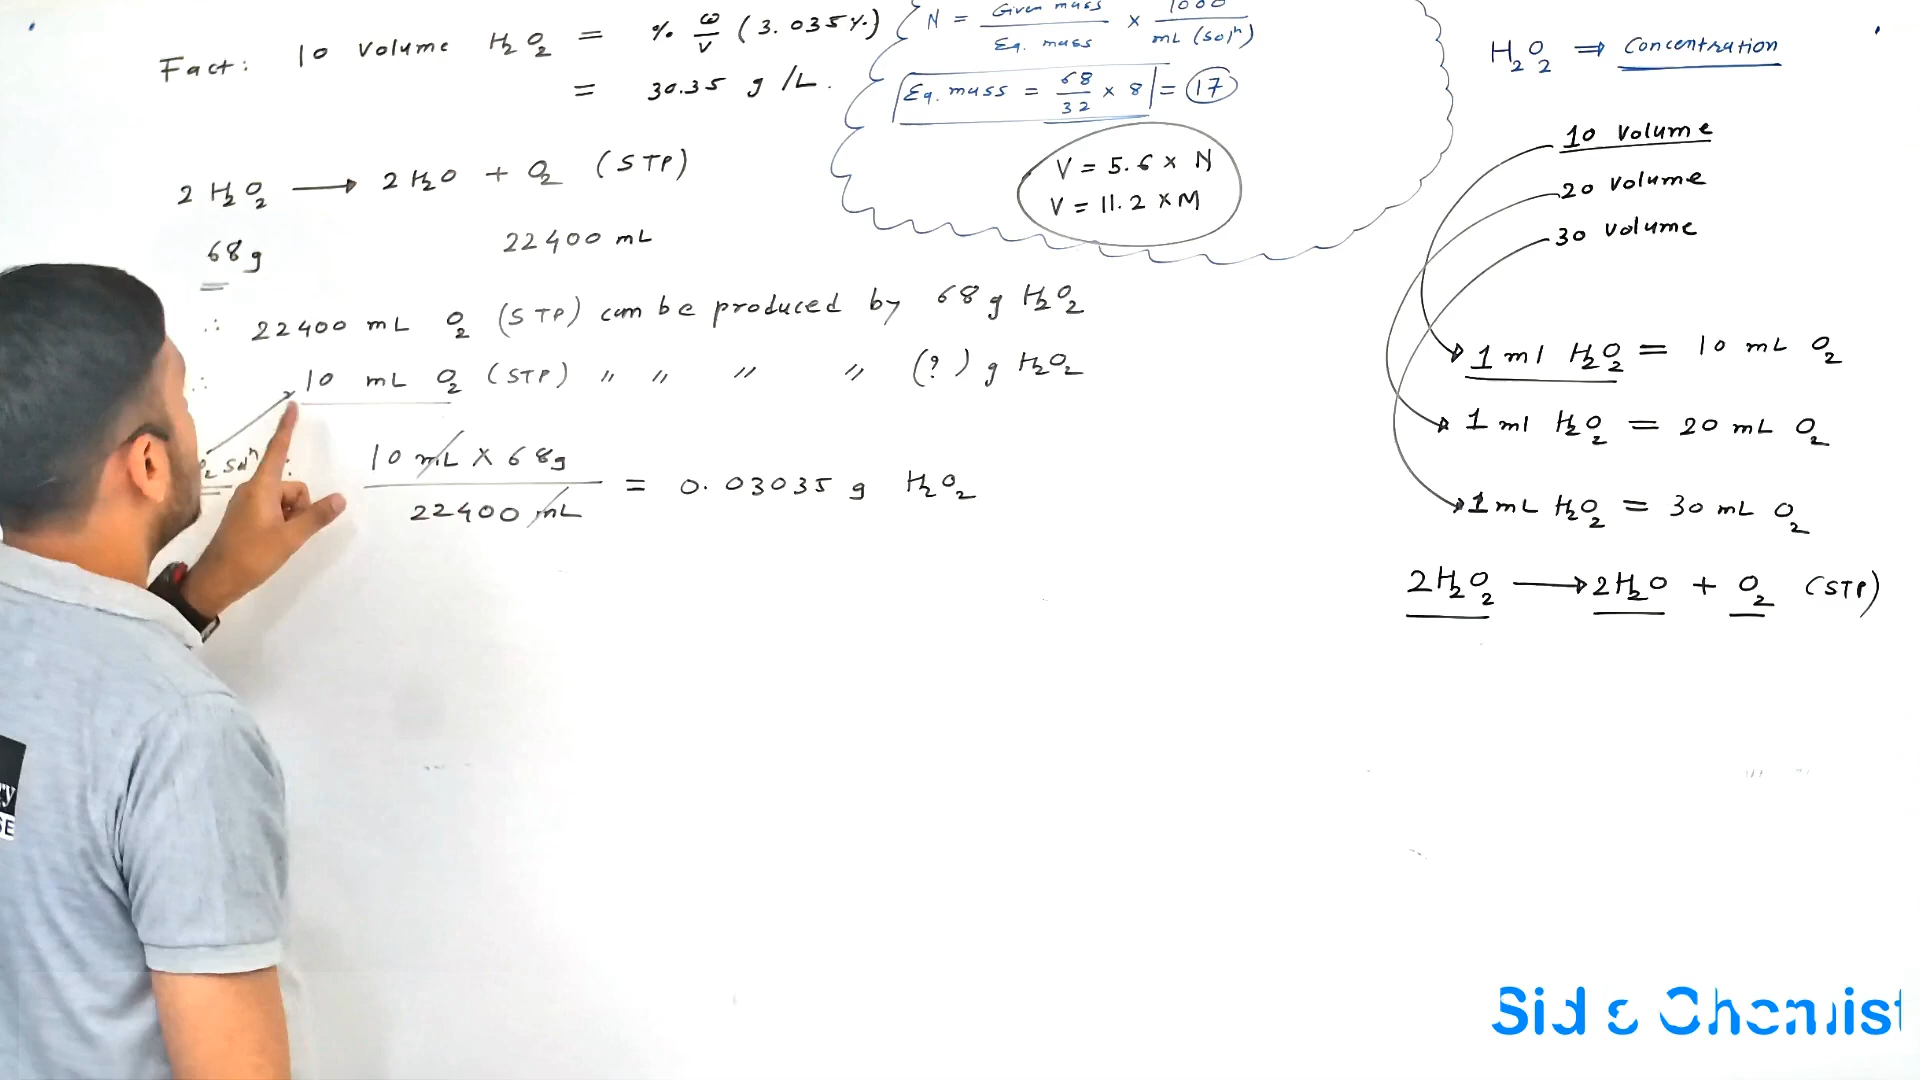 Fact: 10 volume H₂O₂ = % w/v (3.035%)
= 30.35 g/L.
2 H₂O₂ ⟶ 2 H₂O + O₂ (STP)
68g 22400 mL
∴ 22400 mL O₂ (STP) can be produced by 68 g H₂O₂
∴ 10 mL O₂ (STP) " " " " (?) g H₂O₂
10 mL × 68g / 22400 mL = 0.03035 g H₂O₂
N = Given mass / Eq. mass × 1000 / mL (solⁿ)
Eq. mass = 68/32 × 8 = 17
V = 5.6 × N
V = 11.2 × M
H₂O₂ ⇒ Concentration
10 volume
20 volume
30 volume
1 ml H₂O₂ = 10 mL O₂
1 ml H₂O₂ = 20 mL O₂
1 mL H₂O₂ = 30 mL O₂
2H₂O₂ ⟶ 2H₂O + O₂ (STP)